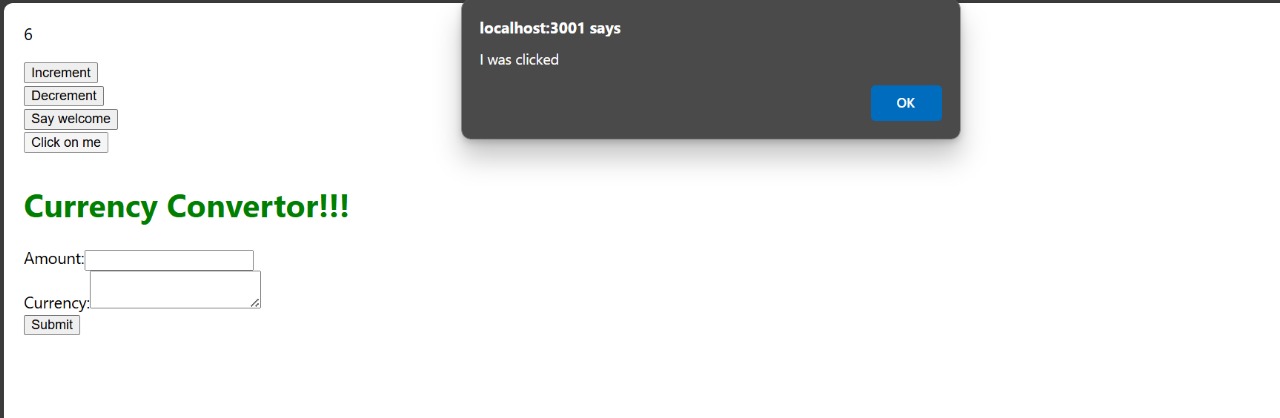 6
Increment
Decrement
Say welcome
Click on me
localhost:3001 says
I was clicked
OK
Currency Convertor!!!
Amount:
Currency:
Submit